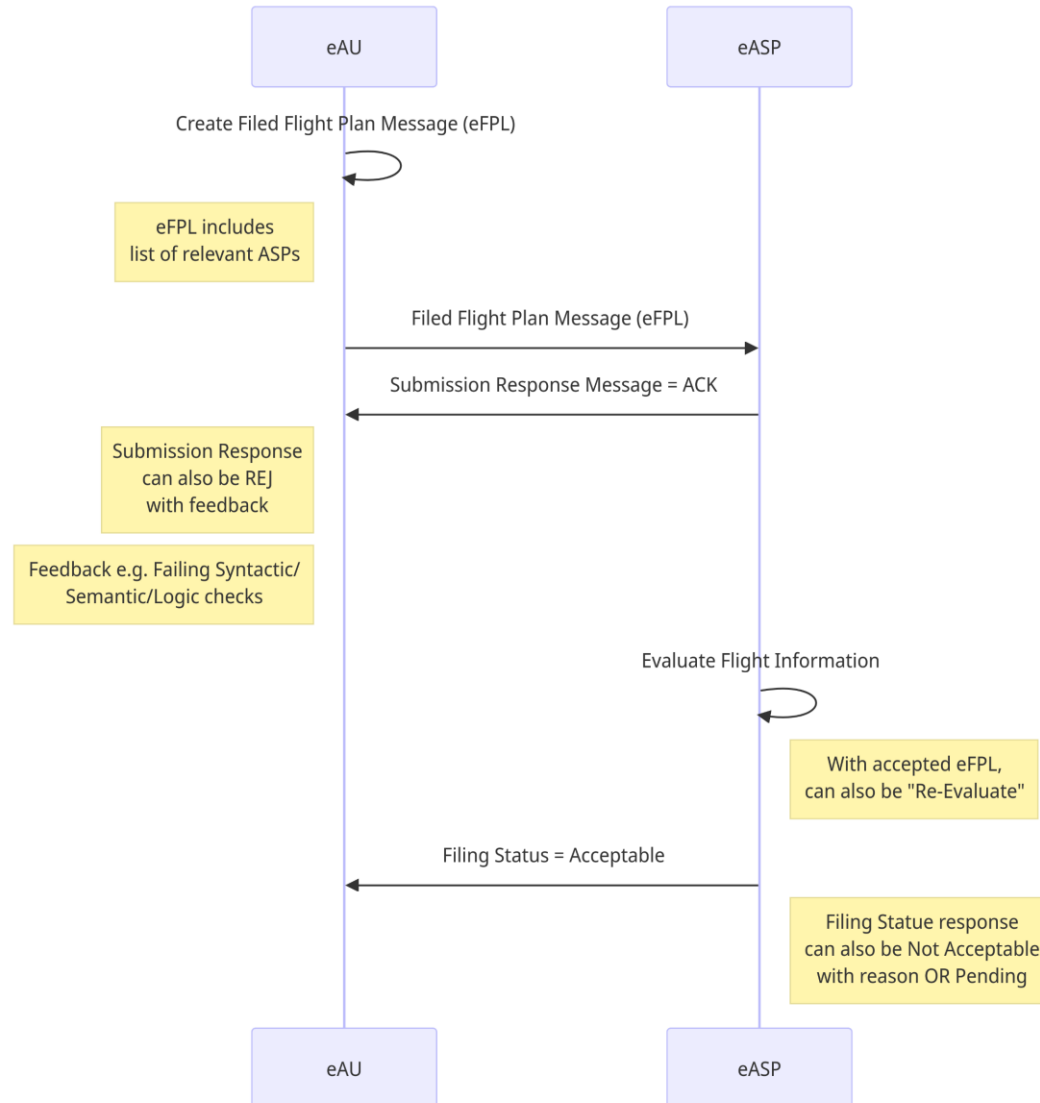 eAU
eASP
Create Filed Flight Plan Message (eFPL)
eFPL includes
list of relevant ASPs
Filed Flight Plan Message (eFPL)
Submission Response Message = ACK
Submission Response
can also be REJ
with feedback
Feedback e.g. Failing Syntactic/
Semantic/Logic checks
Evaluate Flight Information
With accepted eFPL,
can also be "Re-Evaluate"
Filing Status = Acceptable
Filing Statue response
can also be Not Acceptable
with reason OR Pending
eAU
eASP